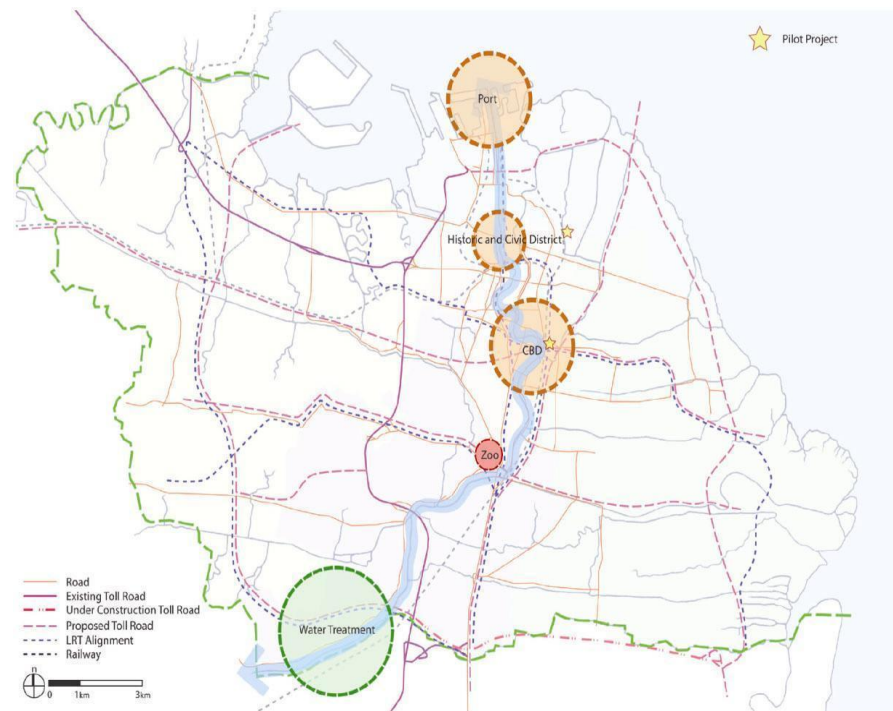 Pilot Project
Port
Historic and Civic District
CBD
Zoo
Water Treatment
Road
Existing Toll Road
Under Construction Toll Road
Proposed Toll Road
LRT Alignment
Railway
n
0 1km 3km